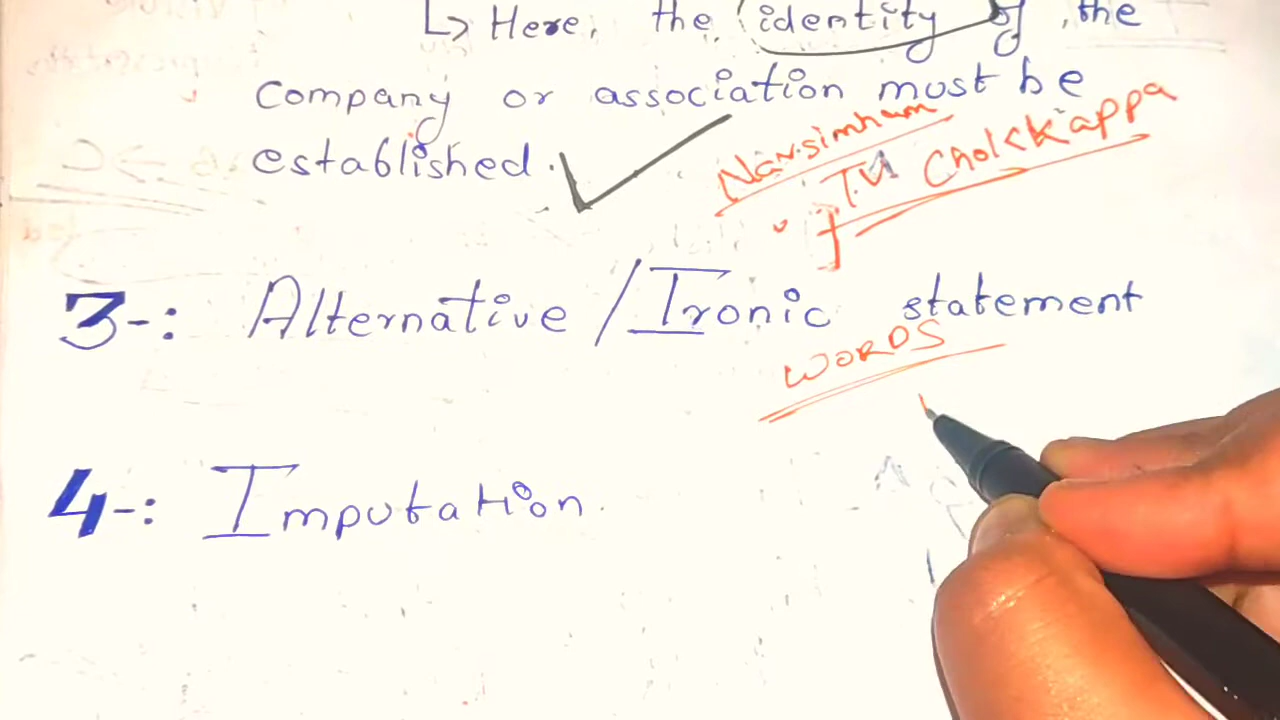 ↳ Here, the identity of the
company or association must be
established.
Narsimham
T.V Cholkkappa
3-: Alternative/Ironic statement
WORDS
4-: Imputation.